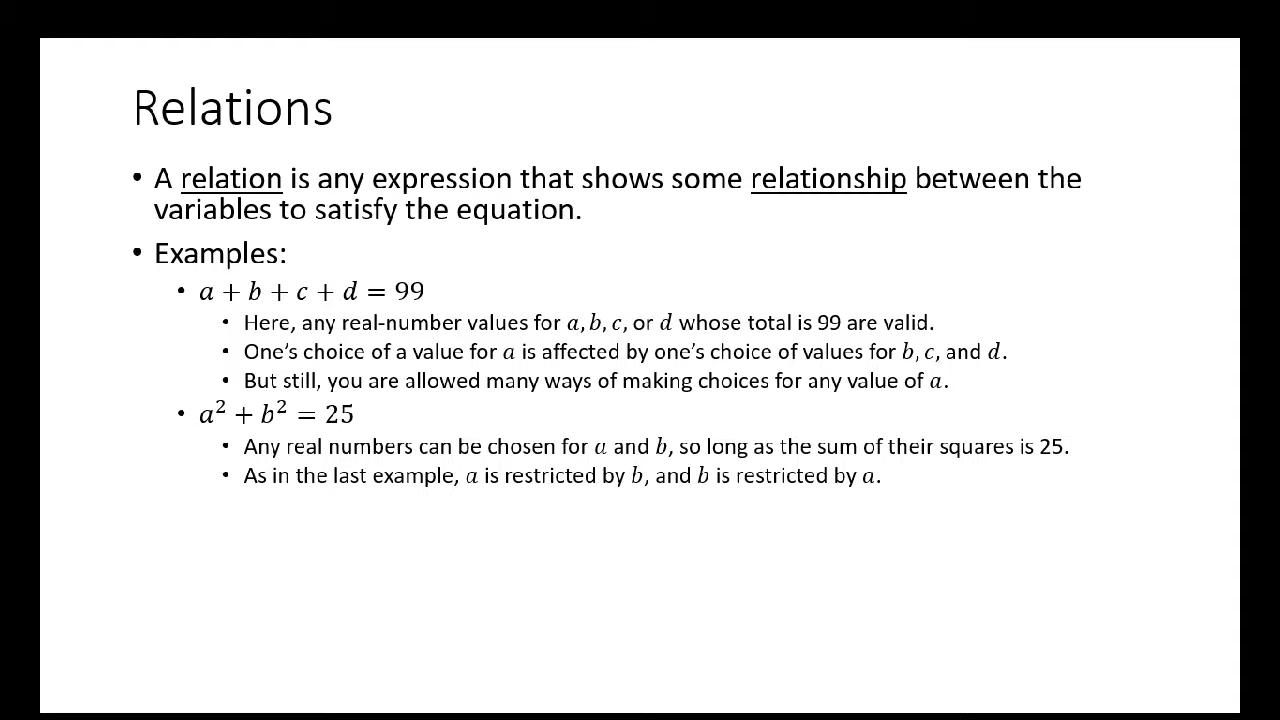 Relations
• A relation is any expression that shows some relationship between the
variables to satisfy the equation.
• Examples:
• a + b + c + d = 99
• Here, any real-number values for a, b, c, or d whose total is 99 are valid.
• One’s choice of a value for a is affected by one’s choice of values for b, c, and d.
• But still, you are allowed many ways of making choices for any value of a.
• a² + b² = 25
• Any real numbers can be chosen for a and b, so long as the sum of their squares is 25.
• As in the last example, a is restricted by b, and b is restricted by a.